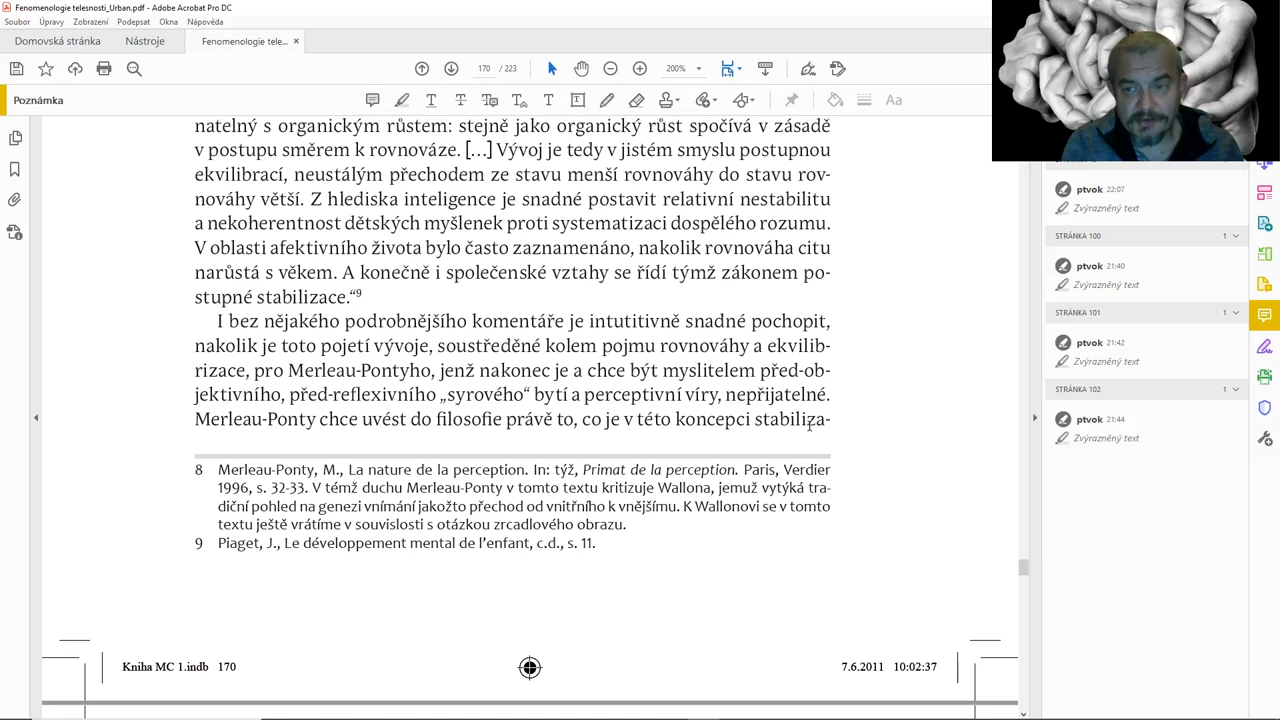 Fenomenologie telesnosti_Urban.pdf - Adobe Acrobat Pro DC
Soubor Úpravy Zobrazení Podepsat Okna Nápověda
Domovská stránka Nástroje Fenomenologie tele... ×
170 / 223 200%
Poznámka
natelný s organickým růstem: stejně jako organický růst spočívá v zásadě
v postupu směrem k rovnováze. […] Vývoj je tedy v jistém smyslu postupnou
ekvilibrací, neustálým přechodem ze stavu menší rovnováhy do stavu rov-
nováhy větší. Z hlediska inteligence je snadné postavit relativní nestabilitu
a nekoherentnost dětských myšlenek proti systematizaci dospělého rozumu.
V oblasti afektivního života bylo často zaznamenáno, nakolik rovnováha citu
narůstá s věkem. A konečně i společenské vztahy se řídí týmž zákonem po-
stupné stabilizace.“9
I bez nějakého podrobnějšího komentáře je intutitivně snadné pochopit,
nakolik je toto pojetí vývoje, soustředěné kolem pojmu rovnováhy a ekvilib-
rizace, pro Merleau-Pontyho, jenž nakonec je a chce být myslitelem před-ob-
jektivního, před-reflexivního „syrového“ bytí a perceptivní víry, nepřijatelné.
Merleau-Ponty chce uvést do filosofie právě to, co je v této koncepci stabiliza-
8 Merleau-Ponty, M., La nature de la perception. In: týž, Primat de la perception. Paris, Verdier
1996, s. 32-33. V témž duchu Merleau-Ponty v tomto textu kritizuje Wallona, jemuž vytýká tra-
diční pohled na genezi vnímání jakožto přechod od vnitřního k vnějšímu. K Wallonovi se v tomto
textu ještě vrátíme v souvislosti s otázkou zrcadlového obrazu.
9 Piaget, J., Le développement mental de l’enfant, c.d., s. 11.
Kniha MC 1.indb 170 7.6.2011 10:02:37
ptvok 22:07
Zvýrazněný text
STRÁNKA 100 1
ptvok 21:40
Zvýrazněný text
STRÁNKA 101 1
ptvok 21:42
Zvýrazněný text
STRÁNKA 102 1
ptvok 21:44
Zvýrazněný text